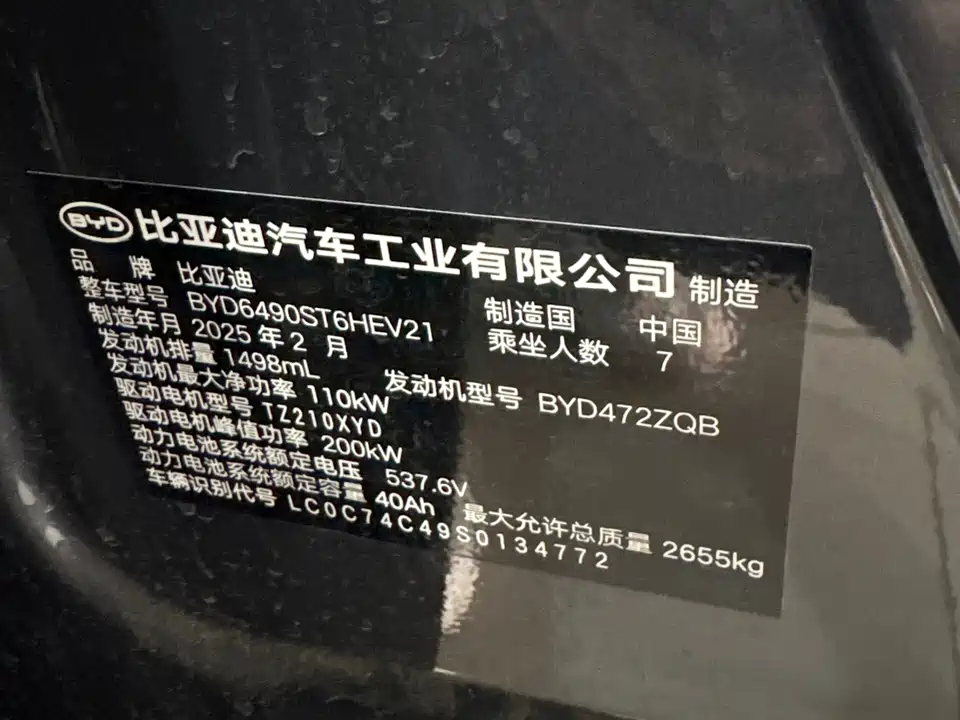 BYD 比亚迪汽车工业有限公司 制造
品 牌 比亚迪 制造国 中国
整车型号 BYD6490ST6HEV21 乘坐人数 7
制造年月 2025 年 2 月
发动机排量 1498mL 发动机型号 BYD472ZQB
发动机最大净功率 110kW
驱动电机型号 TZ210XYD
驱动电机峰值功率 200kW
动力电池系统额定电压 537.6V
动力电池系统额定容量 40Ah 最大允许总质量 2655kg
车辆识别代号 LC0C74C49S0134772